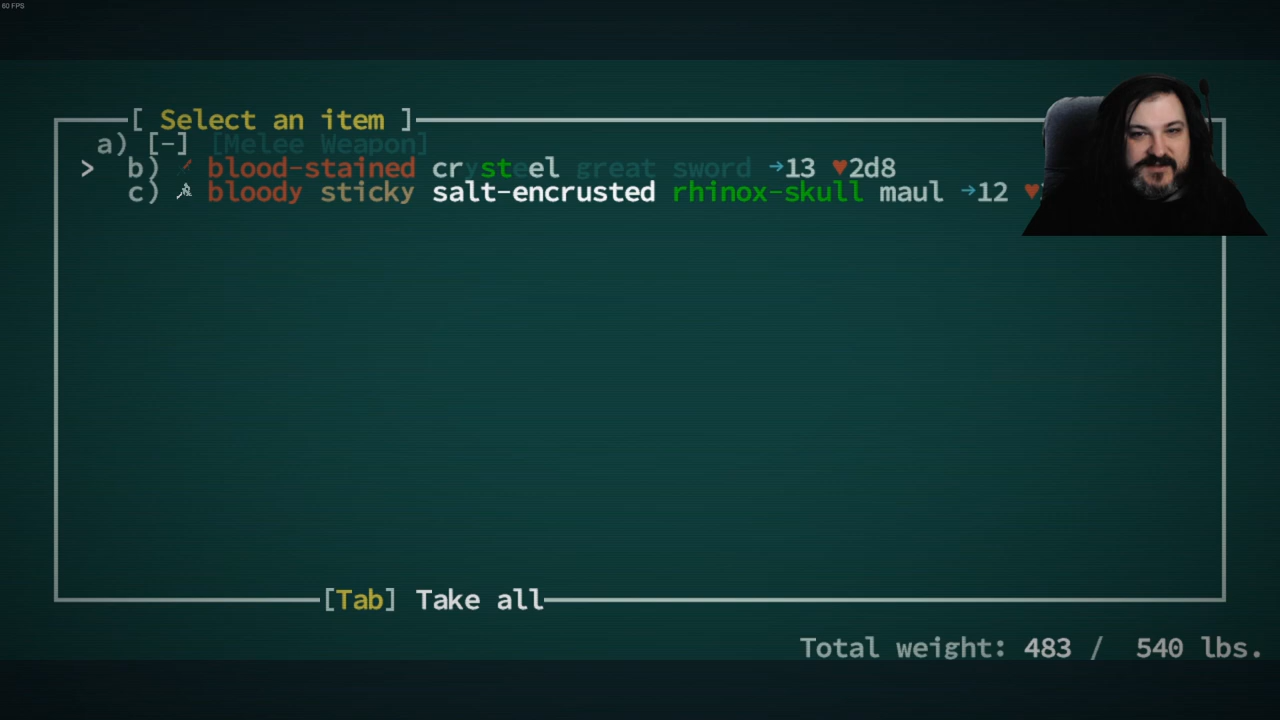 60 FPS
[ Select an item ]
a) [-] [Melee Weapon]
> b) blood-stained crysteel great sword →13 ♥2d8
c) bloody sticky salt-encrusted rhinox-skull maul →12 ♥
[Tab] Take all
Total weight: 483 / 540 lbs.